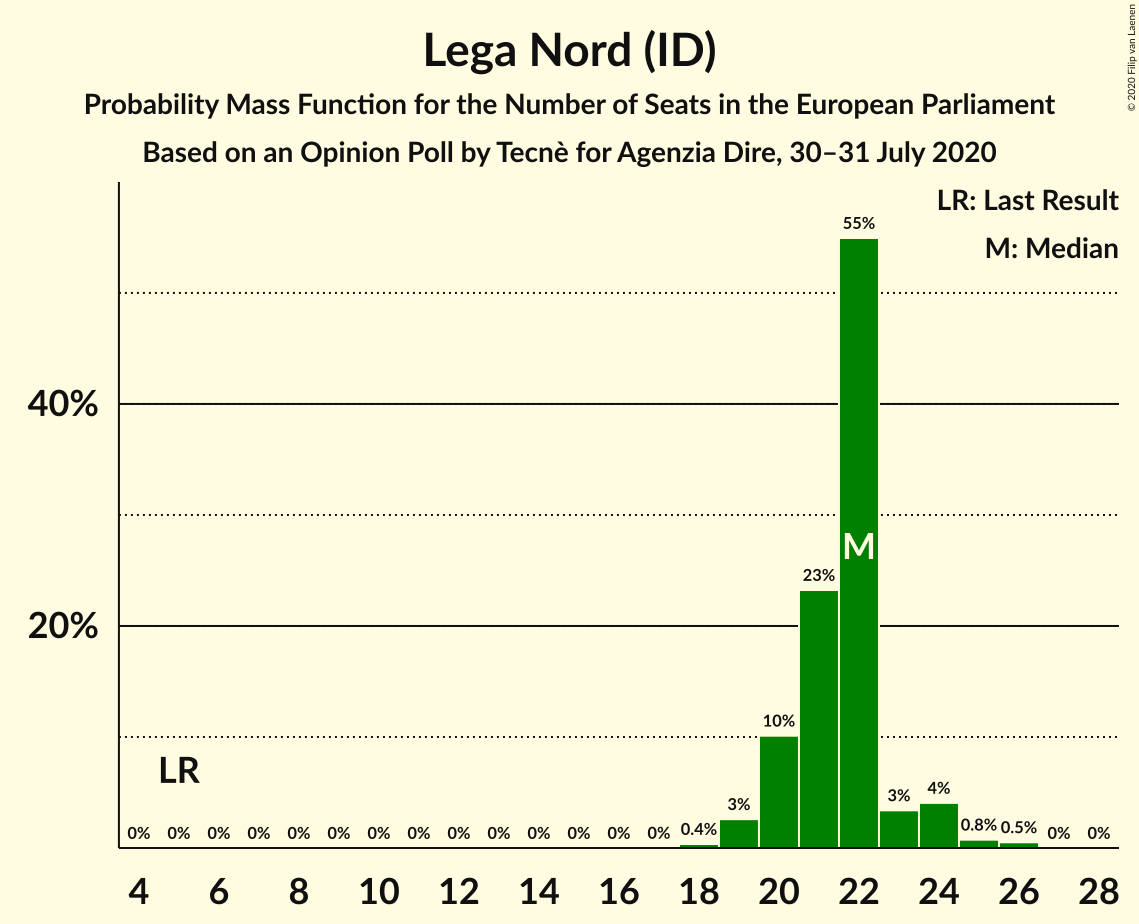 Lega Nord (ID)
Probability Mass Function for the Number of Seats in the European Parliament
Based on an Opinion Poll by Tecnè for Agenzia Dire, 30–31 July 2020
© 2020 Filip van Laenen
LR: Last Result
M: Median
55%
40%
M
23%
20%
10%
LR
4%
3%
3%
0% 0% 0% 0% 0% 0% 0% 0% 0% 0% 0% 0% 0% 0% 0.4% 0.8% 0.5% 0% 0%
4 6 8 10 12 14 16 18 20 22 24 26 28